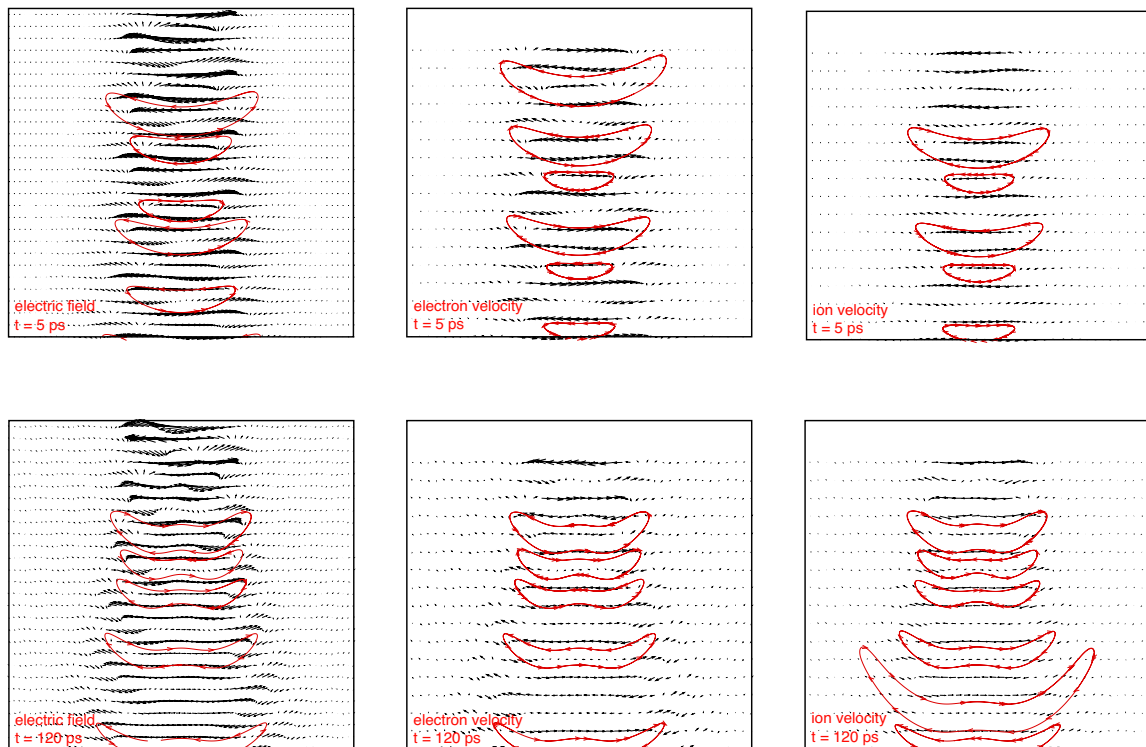 electric field
t = 5 ps
electron velocity
t = 5 ps
ion velocity
t = 5 ps
electric field
t = 120 ps
electron velocity
t = 120 ps
ion velocity
t = 120 ps